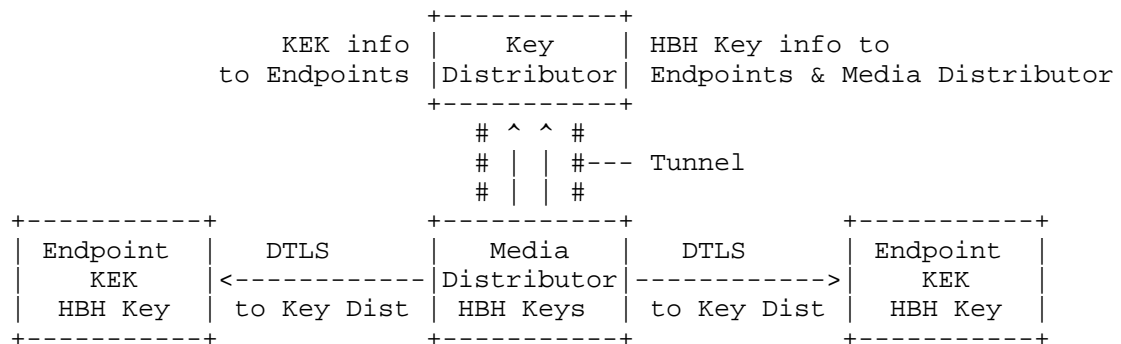 +-----------+
KEK info | Key | HBH Key info to
to Endpoints |Distributor| Endpoints & Media Distributor
+-----------+
# ^ ^ #
# | | #--- Tunnel
# | | #
+-----------+ +-----------+ +-----------+
| Endpoint | DTLS | Media | DTLS | Endpoint |
| KEK |<------------|Distributor|------------>| KEK |
| HBH Key | to Key Dist | HBH Keys | to Key Dist | HBH Key |
+-----------+ +-----------+ +-----------+